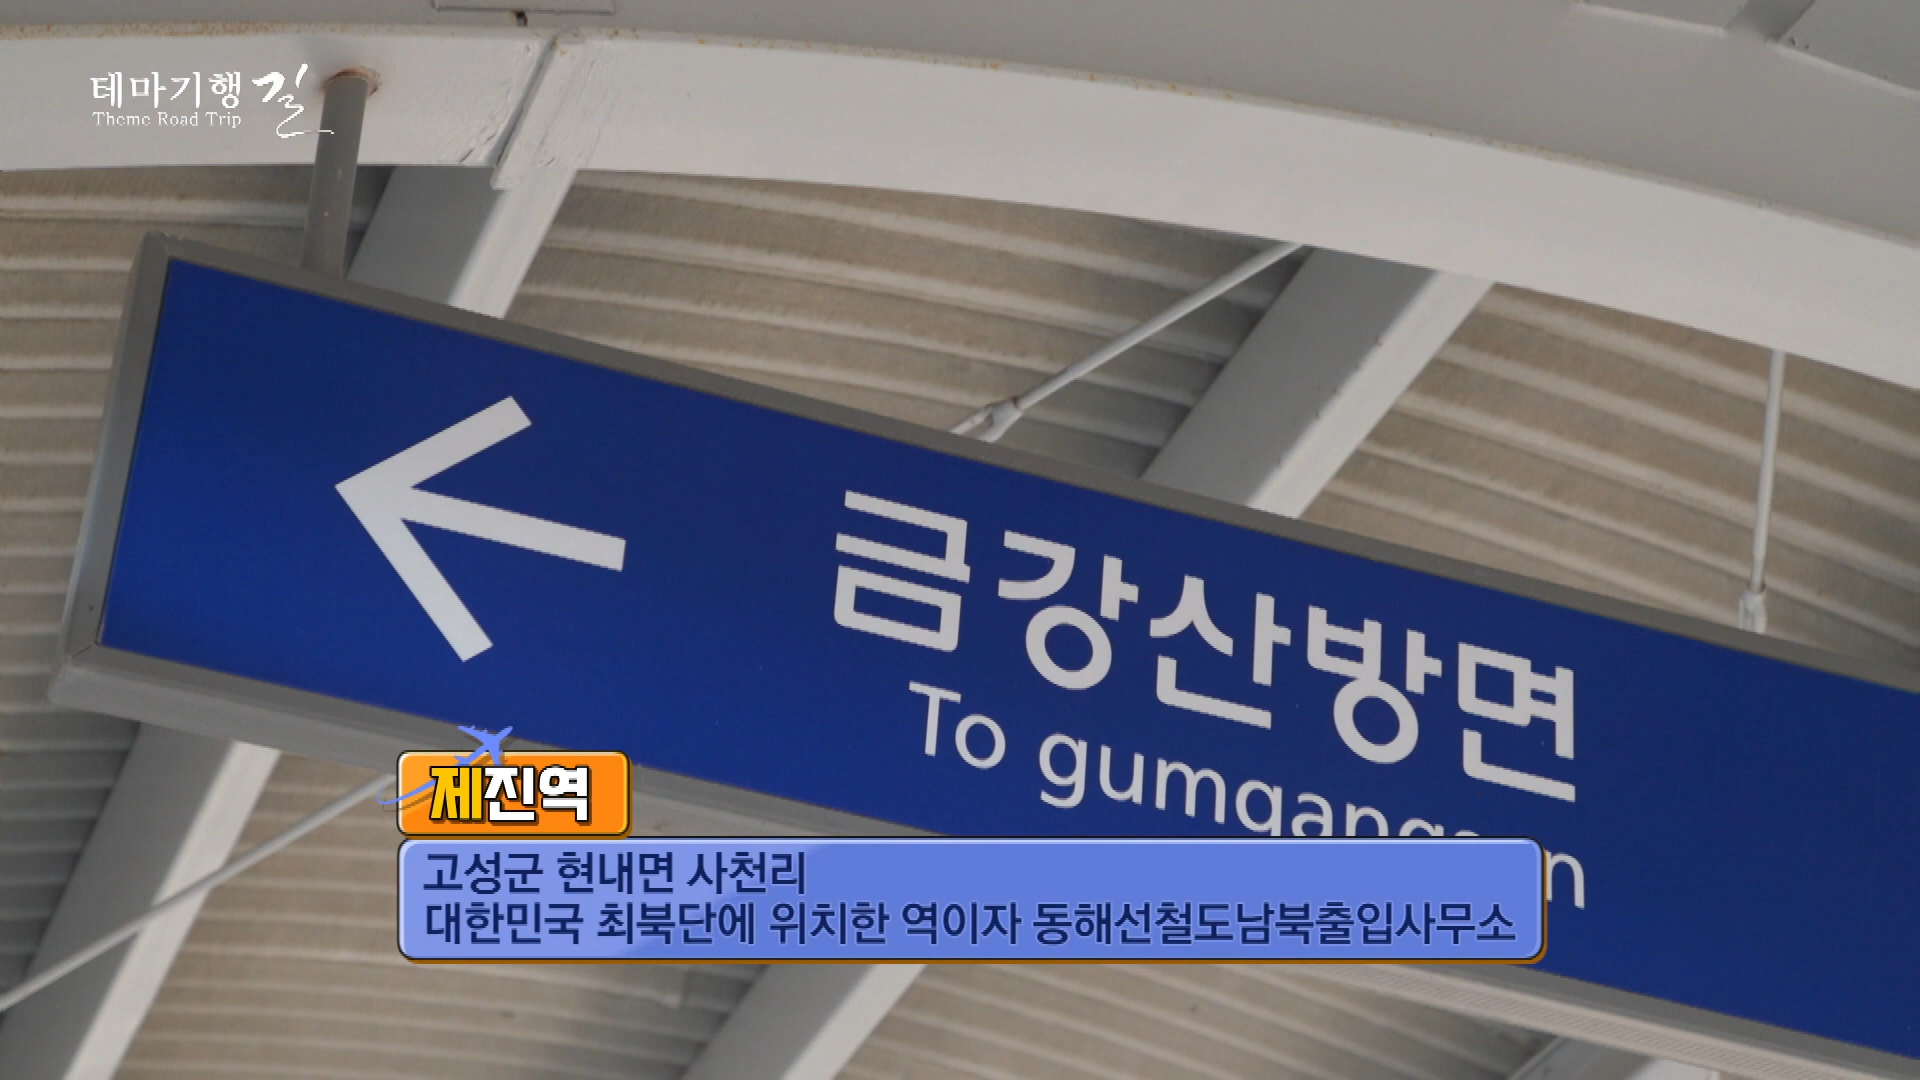 테마기행 길
Theme Road Trip
금강산방면
To gumgangsan
제진역
고성군 현내면 사천리
대한민국 최북단에 위치한 역이자 동해선철도남북출입사무소